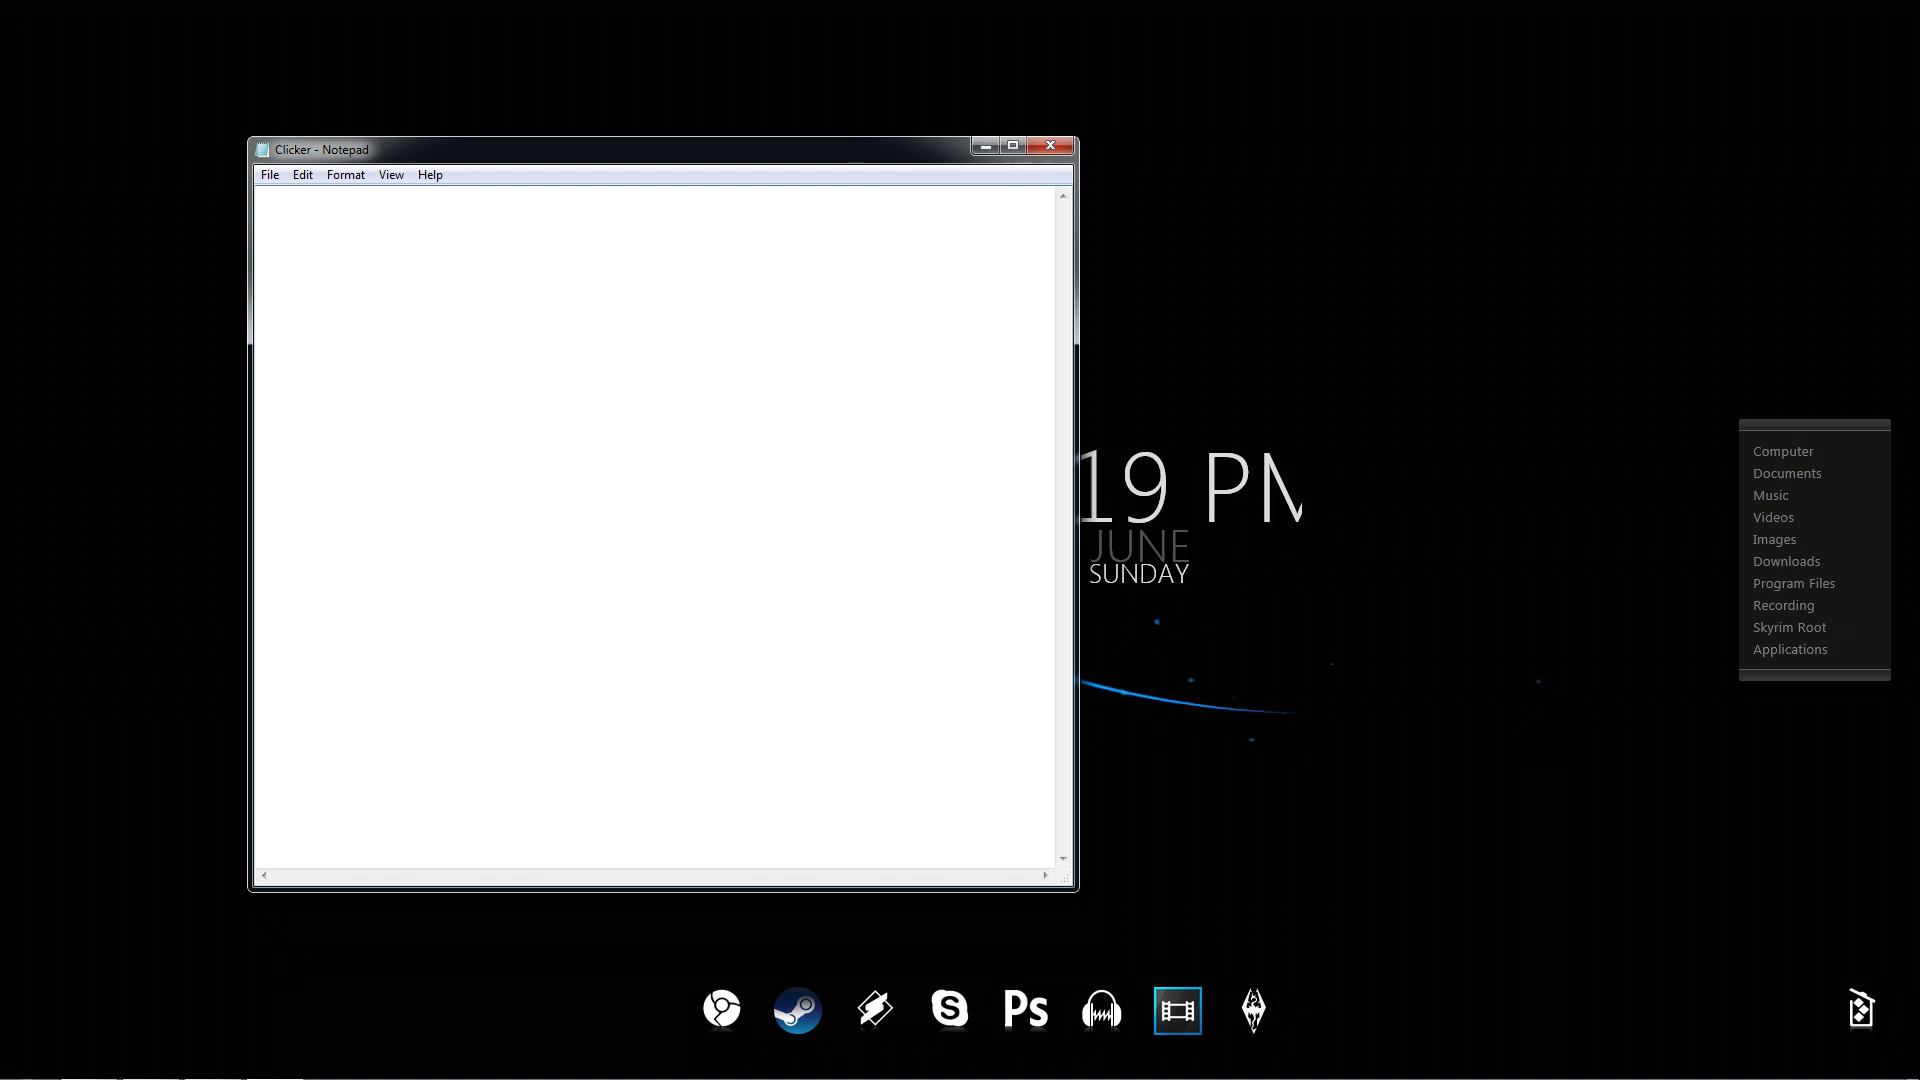 Clicker - Notepad
File Edit Format View Help
19 PM
JUNE
SUNDAY
Computer
Documents
Music
Videos
Images
Downloads
Program Files
Recording
Skyrim Root
Applications
S
Ps